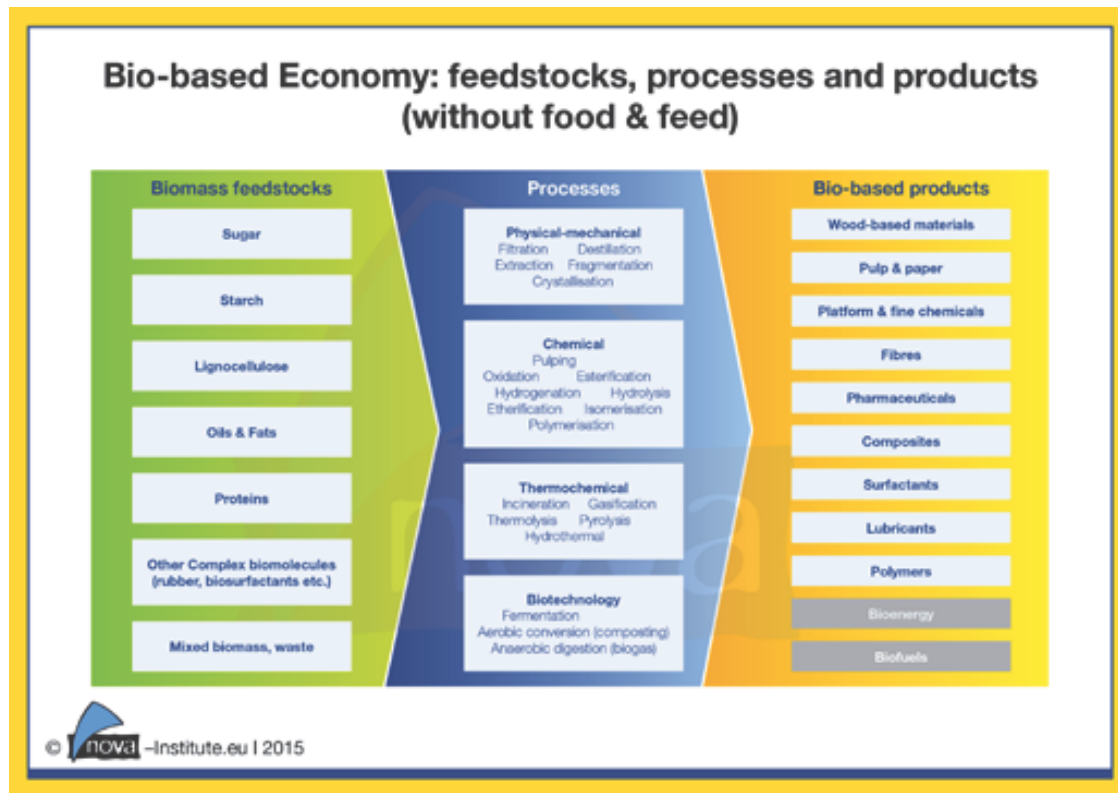 Bio-based Economy: feedstocks, processes and products
(without food & feed)
Biomass feedstocks
Sugar
Starch
Lignocellulose
Oils & Fats
Proteins
Other Complex biomolecules
(rubber, biosurfactants etc.)
Mixed biomass, waste
Processes
Physical-mechanical
Filtration Destillation
Extraction Fragmentation
Crystallisation
Chemical
Pulping
Oxidation Esterification
Hydrogenation Hydrolysis
Etherification Isomerisation
Polymerisation
Thermochemical
Incineration Gasification
Thermolysis Pyrolysis
Hydrothermal
Biotechnology
Fermentation
Aerobic conversion (composting)
Anaerobic digestion (biogas)
Bio-based products
Wood-based materials
Pulp & paper
Platform & fine chemicals
Fibres
Pharmaceuticals
Composites
Surfactants
Lubricants
Polymers
Bioenergy
Biofuels
nova
© nova -Institute.eu | 2015